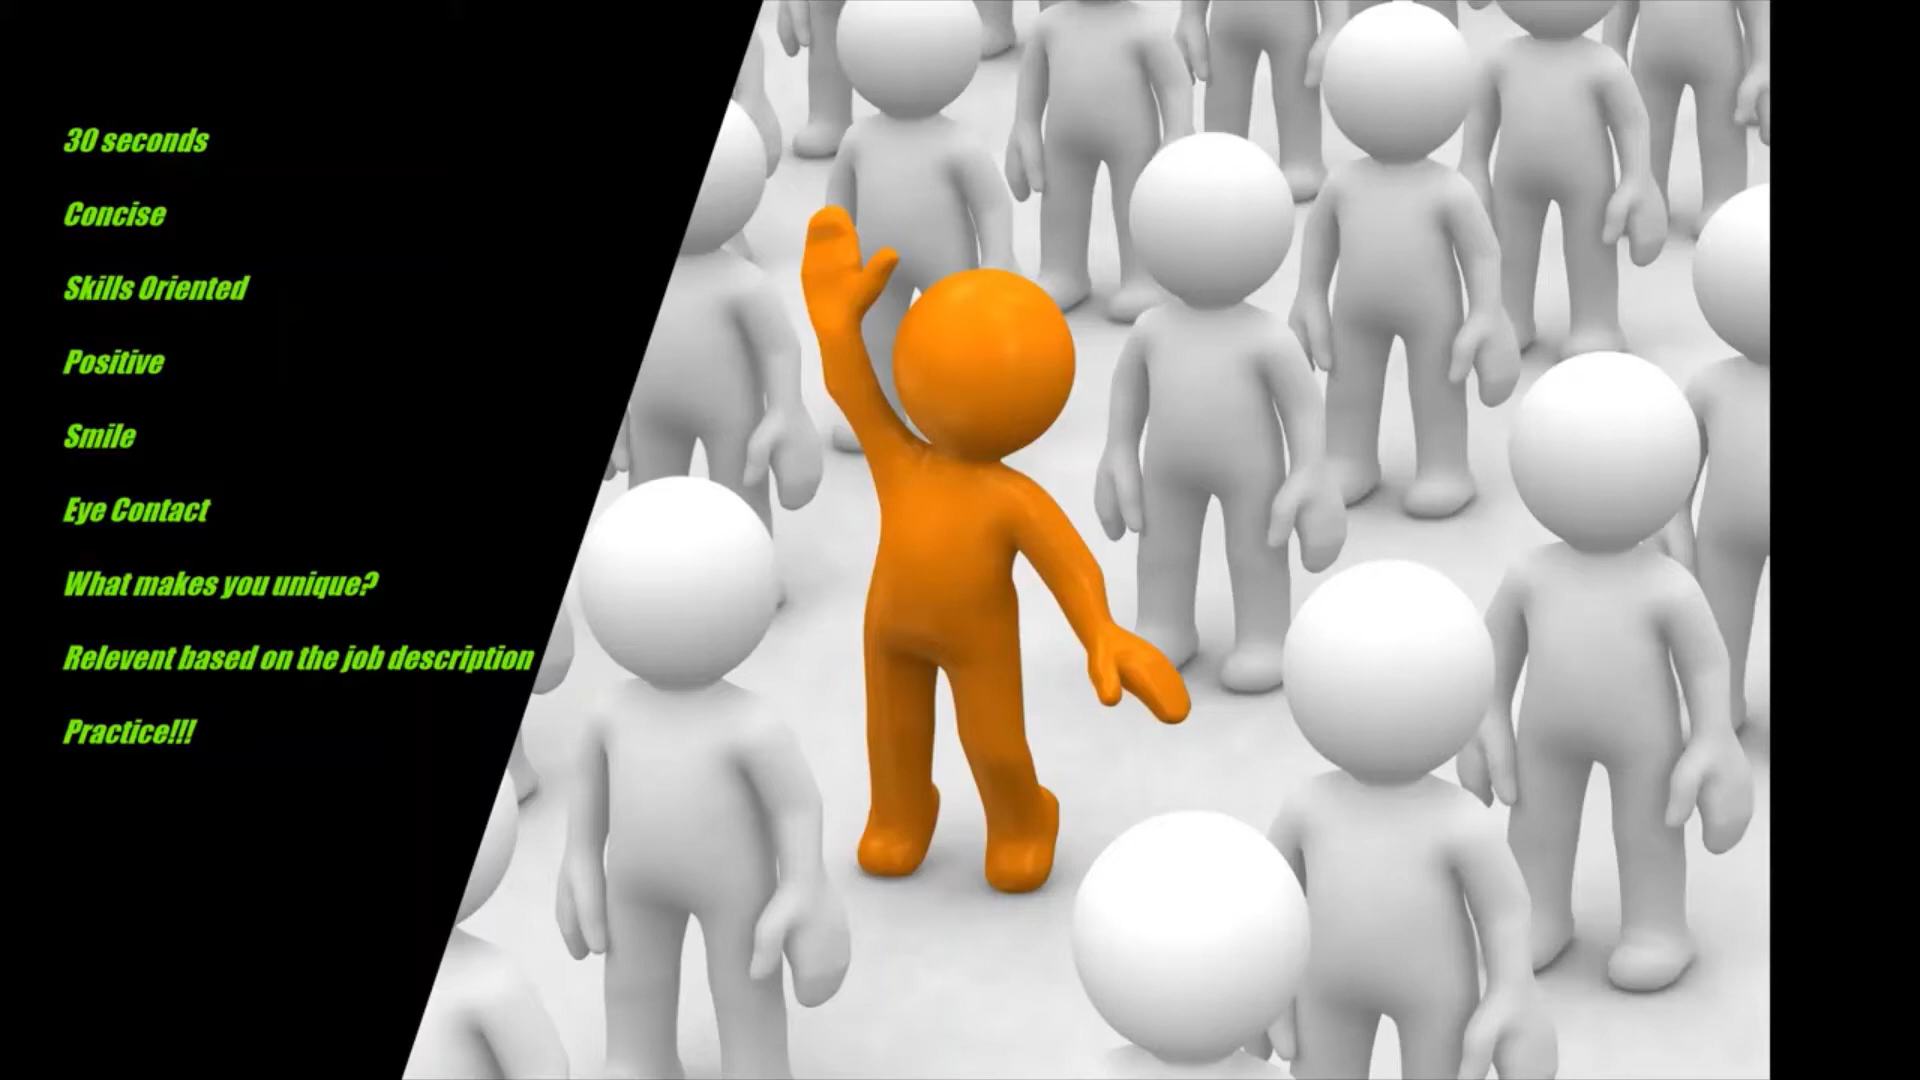 30 seconds
Concise
Skills Oriented
Positive
Smile
Eye Contact
What makes you unique?
Relevent based on the job description
Practice!!!